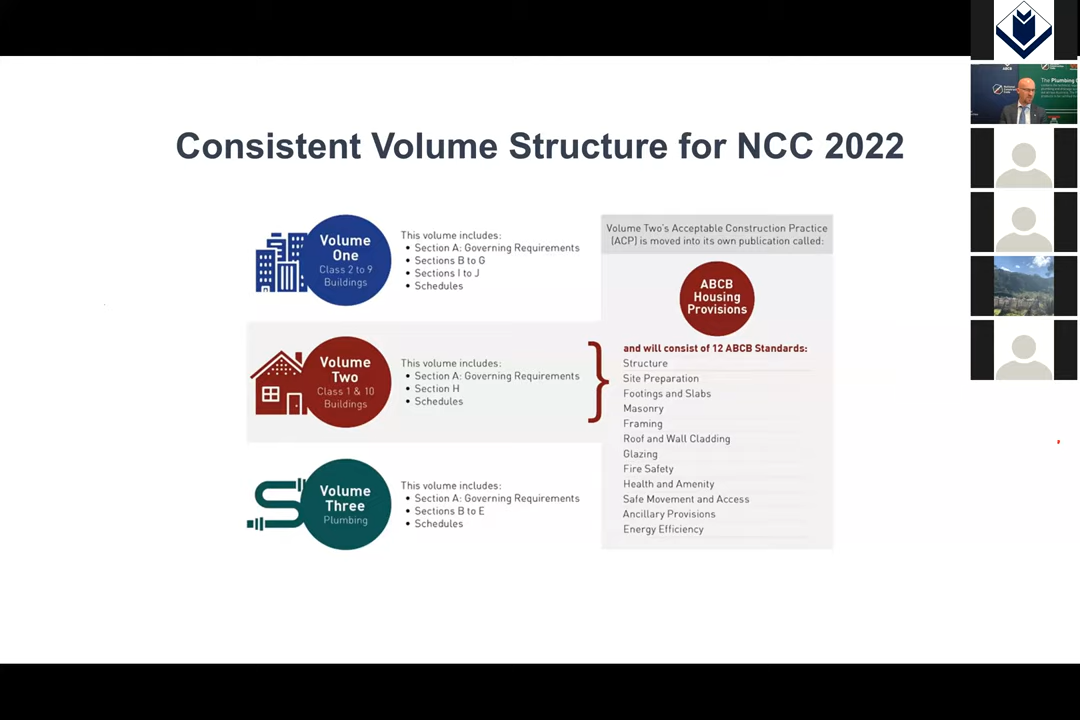 Consistent Volume Structure for NCC 2022
Volume
One
Class 2 to 9
Buildings
This volume includes:
• Section A: Governing Requirements
• Sections B to G
• Sections I to J
• Schedules
Volume
Two
Class 1 & 10
Buildings
This volume includes:
• Section A: Governing Requirements
• Section H
• Schedules
Volume
Three
Plumbing
This volume includes:
• Section A: Governing Requirements
• Sections B to E
• Schedules
Volume Two's Acceptable Construction Practice
(ACP) is moved into its own publication called:
ABCB
Housing
Provisions
and will consist of 12 ABCB Standards:
Structure
Site Preparation
Footings and Slabs
Masonry
Framing
Roof and Wall Cladding
Glazing
Fire Safety
Health and Amenity
Safe Movement and Access
Ancillary Provisions
Energy Efficiency
ABCB
The Plumbing